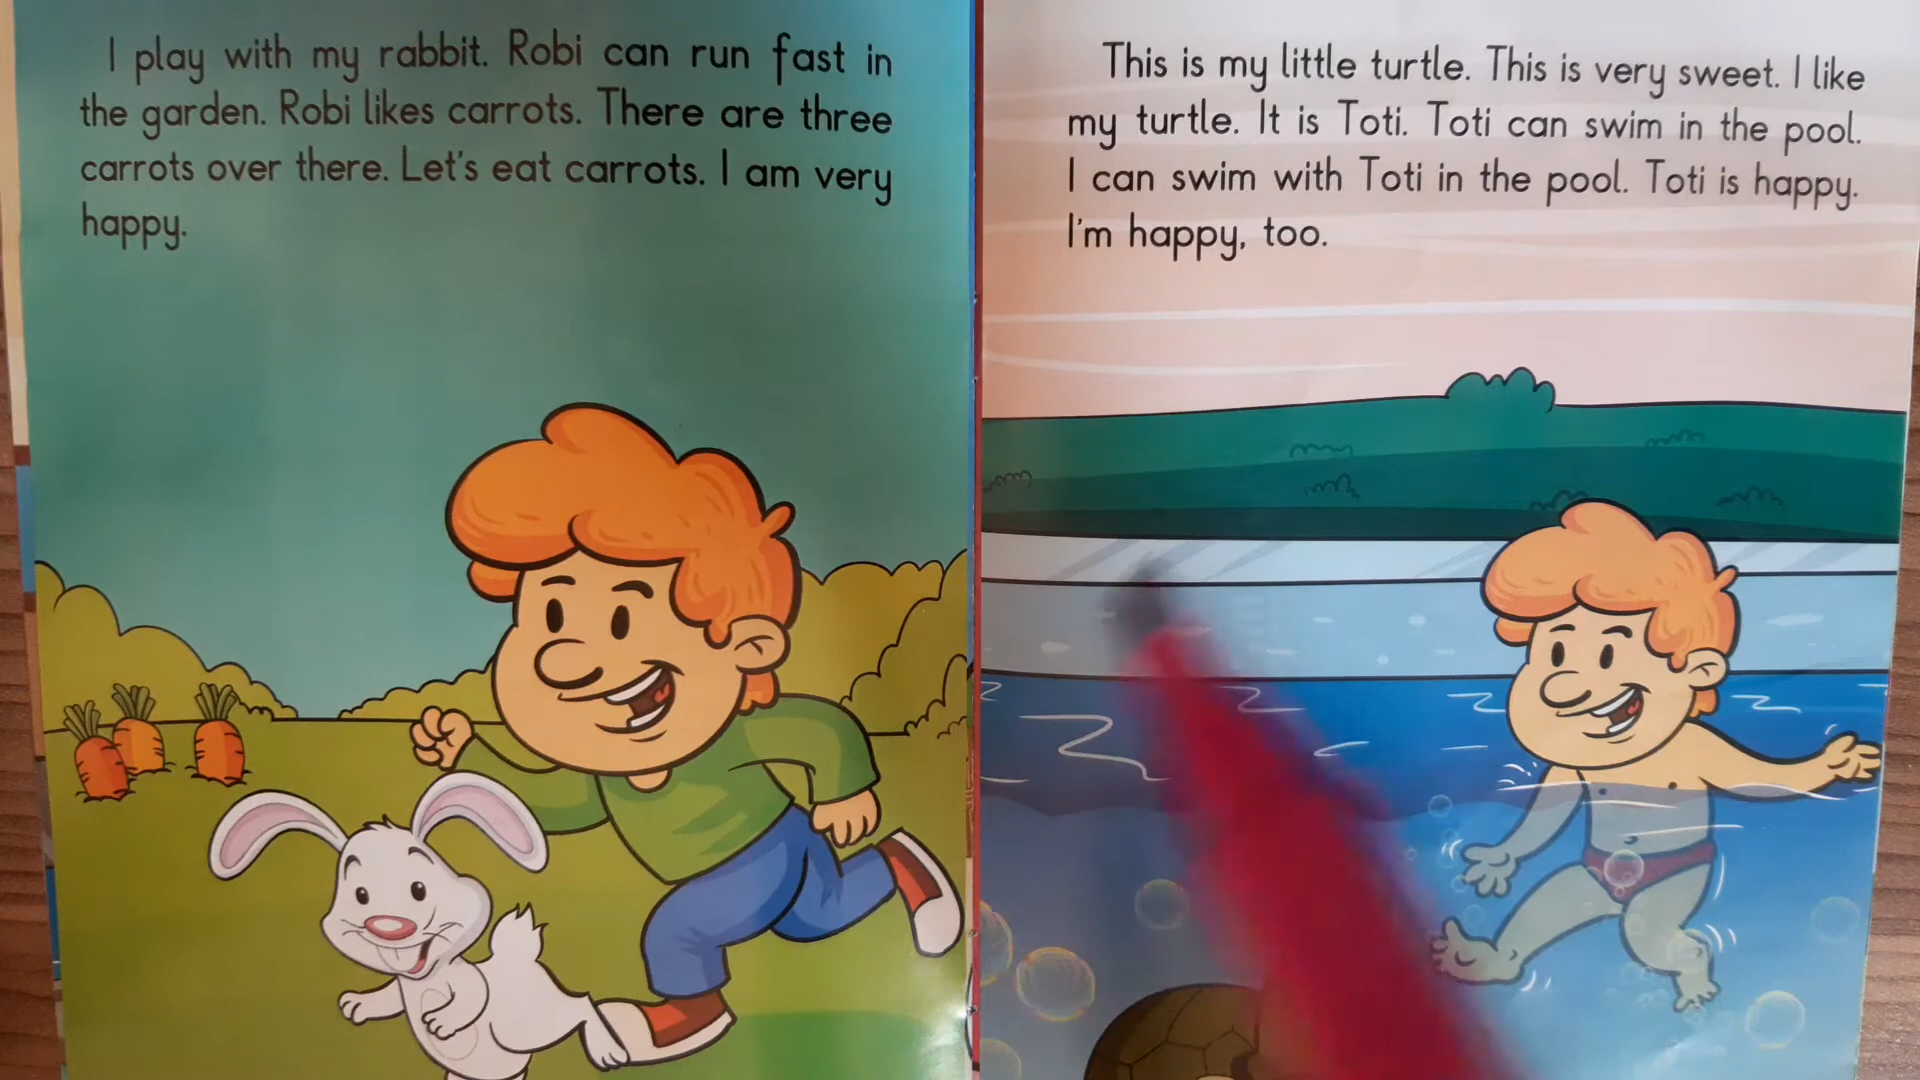 I play with my rabbit. Robi can run fast in
the garden. Robi likes carrots. There are three
carrots over there. Let's eat carrots. I am very
happy.
This is my little turtle. This is very sweet. I like
my turtle. It is Toti. Toti can swim in the pool.
I can swim with Toti in the pool. Toti is happy.
I'm happy, too.